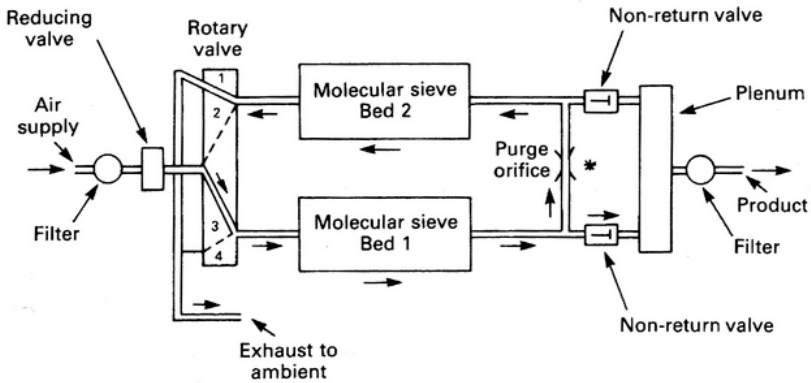 Reducing
valve
Rotary
valve
Non-return valve
Air
supply
1
2
3
4
Molecular sieve
Bed 2
Plenum
Purge
orifice
*
Filter
Molecular sieve
Bed 1
Product
Filter
Exhaust to
ambient
Non-return valve